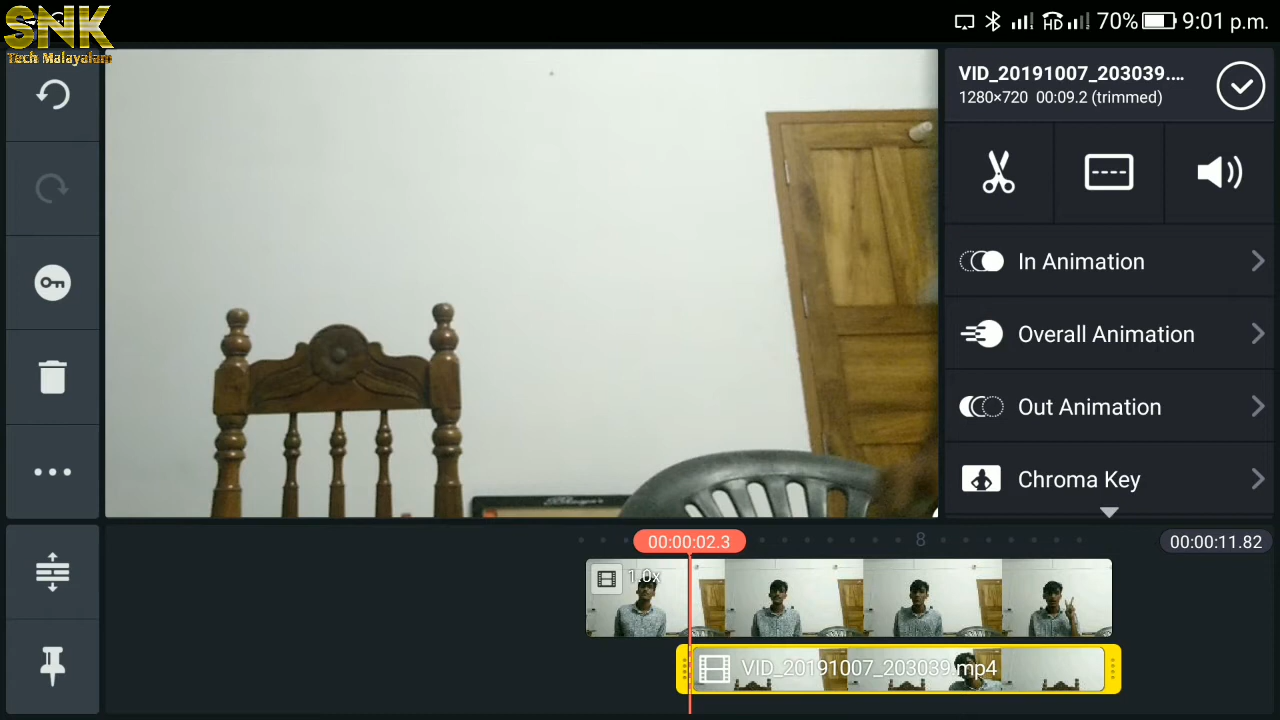 SNK
Tech Malayalam
HD
70%
9:01 p.m.
VID_20191007_203039....
1280×720 00:09.2 (trimmed)
In Animation
Overall Animation
Out Animation
Chroma Key
00:00:02.3
8
00:00:11.82
1.0x
VID_20191007_203039.mp4